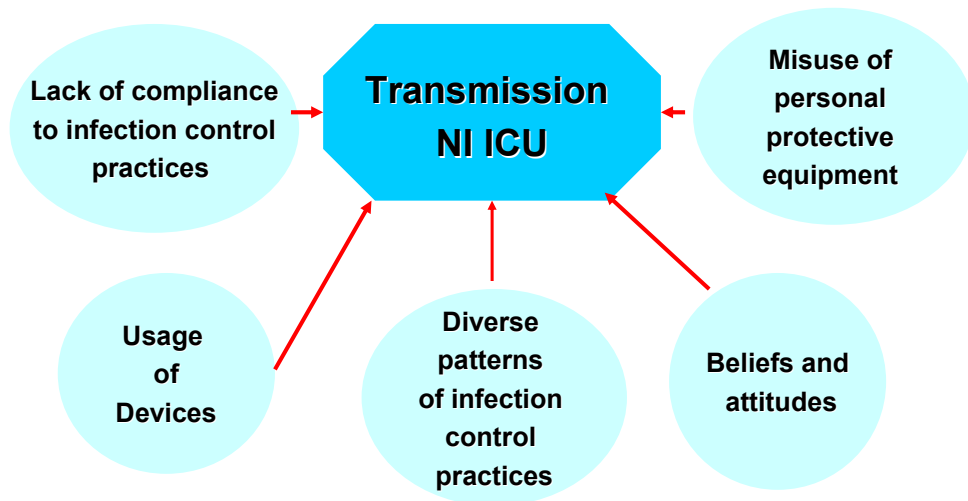 Lack of compliance
to infection control
practices
Transmission
NI ICU
Misuse of
personal
protective
equipment
Usage
of
Devices
Diverse
patterns
of infection
control
practices
Beliefs and
attitudes